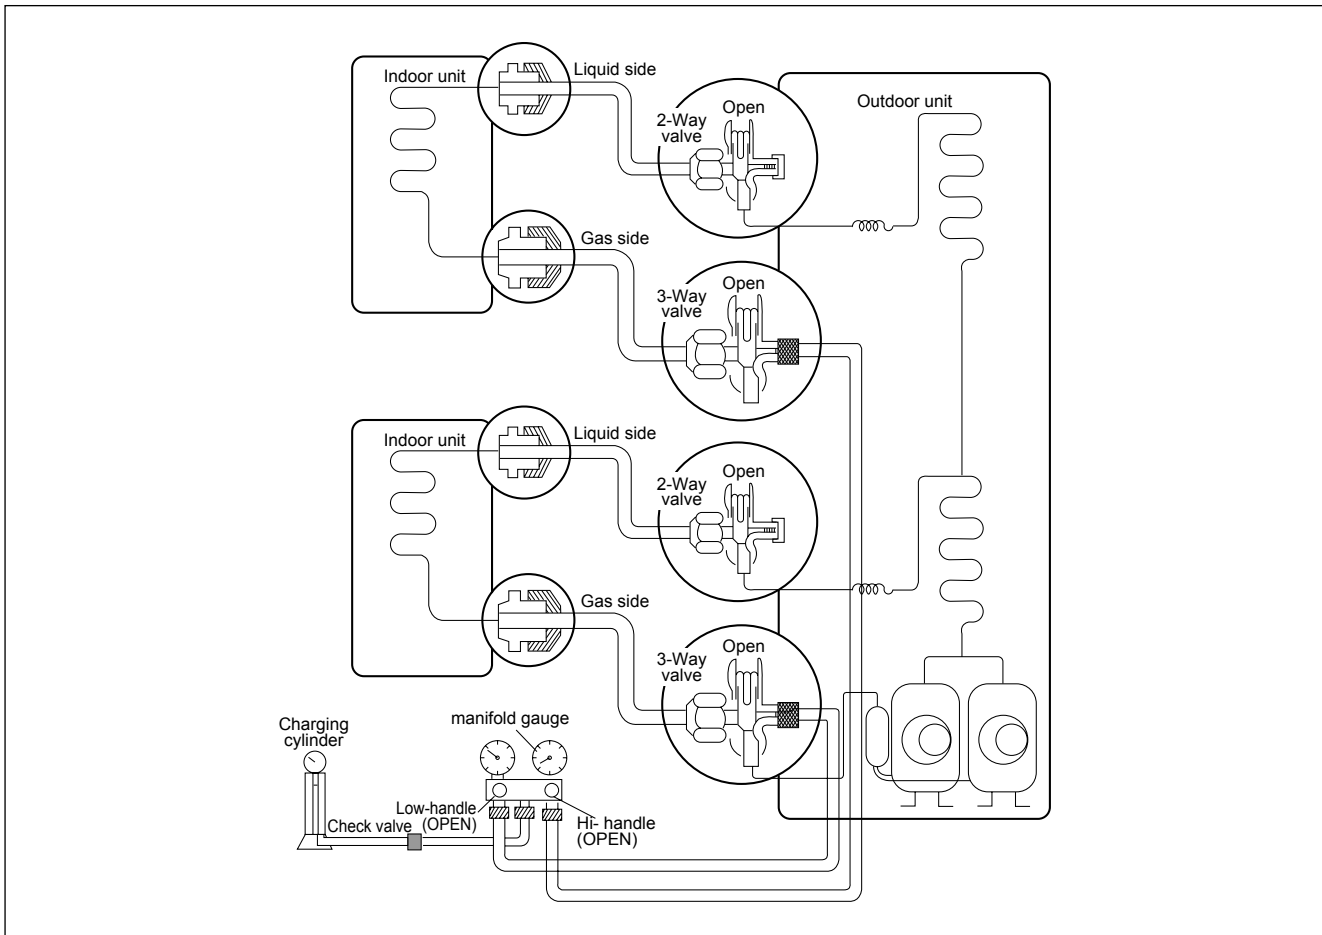 Indoor unit
Liquid side
2-Way
valve
Open
Outdoor unit
Gas side
3-Way
valve
Open
Indoor unit
Liquid side
2-Way
valve
Open
Gas side
3-Way
valve
Open
Charging
cylinder
manifold gauge
Low-handle
(OPEN)
Check valve
Hi- handle
(OPEN)